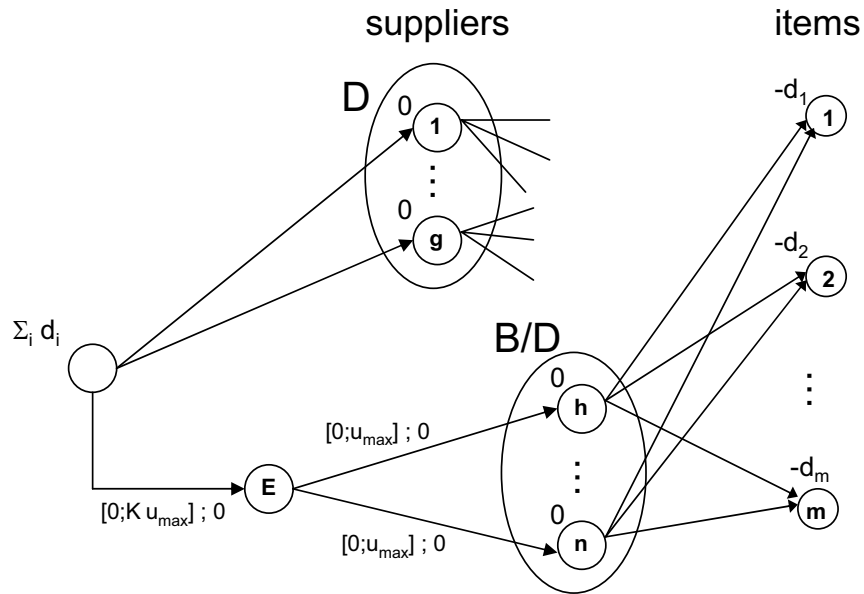 suppliers
items
D
0
1
⋮
0
g
-d₁
1
-d₂
2
Σᵢ dᵢ
B/D
0
h
⋮
⋮
[0;uₘₐₓ] ; 0
-dₘ
m
E
[0;K uₘₐₓ] ; 0
0
n
[0;uₘₐₓ] ; 0